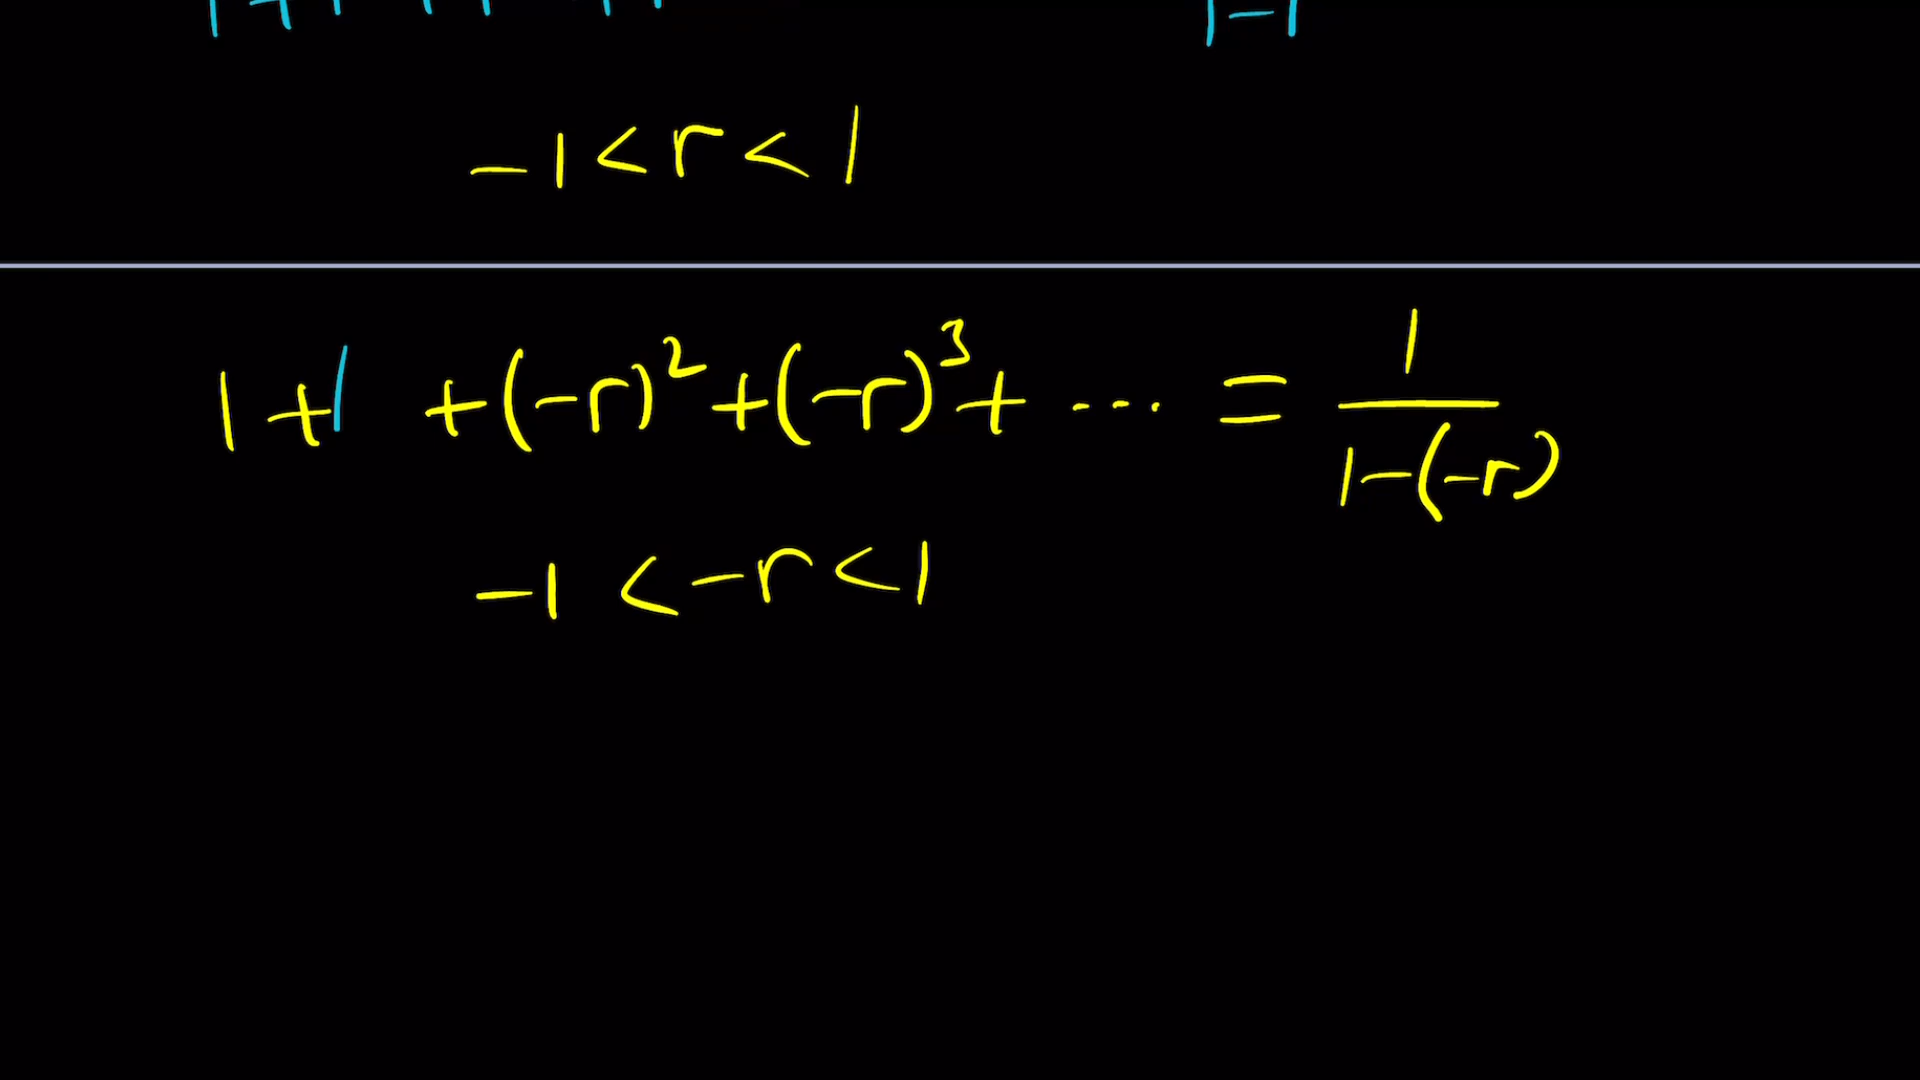 -1 < r < 1
1 + 1 + (-r)² + (-r)³ + ... = 1/(1-(-r))
-1 < -r < 1